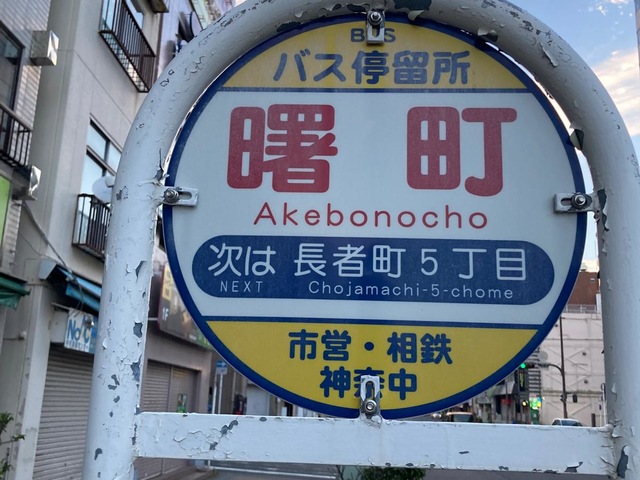 BUS
バス停留所
曙町
Akebonocho
次は 長者町5丁目
NEXT Chojamachi-5-chome
市営・相鉄
神奈中